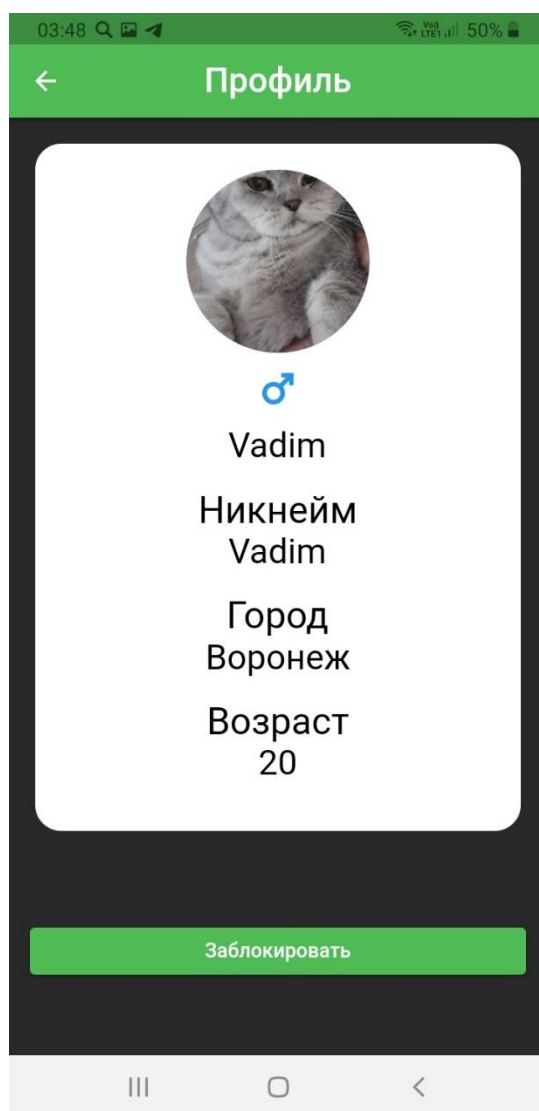 03:48 50%
Профиль
Vadim
Никнейм
Vadim
Город
Воронеж
Возраст
20
Заблокировать